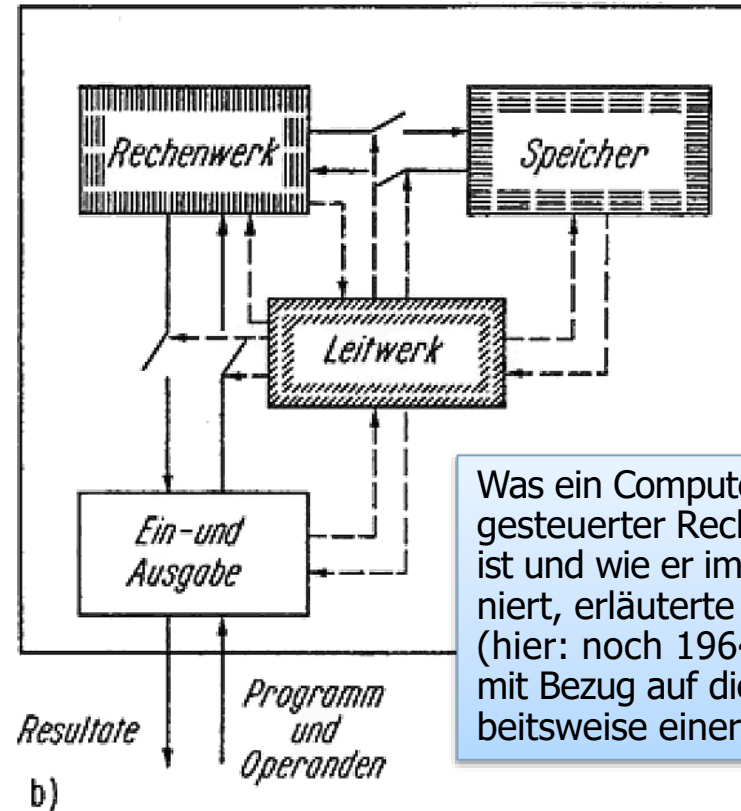 Rechenwerk
Speicher
Leitwerk
Ein-und
Ausgabe
Was ein Compute
gesteuerter Rech
ist und wie er im
niert, erläuterte
(hier: noch 196
mit Bezug auf die
beitsweise einer
Resultate
Programm
und
Operanden
b)